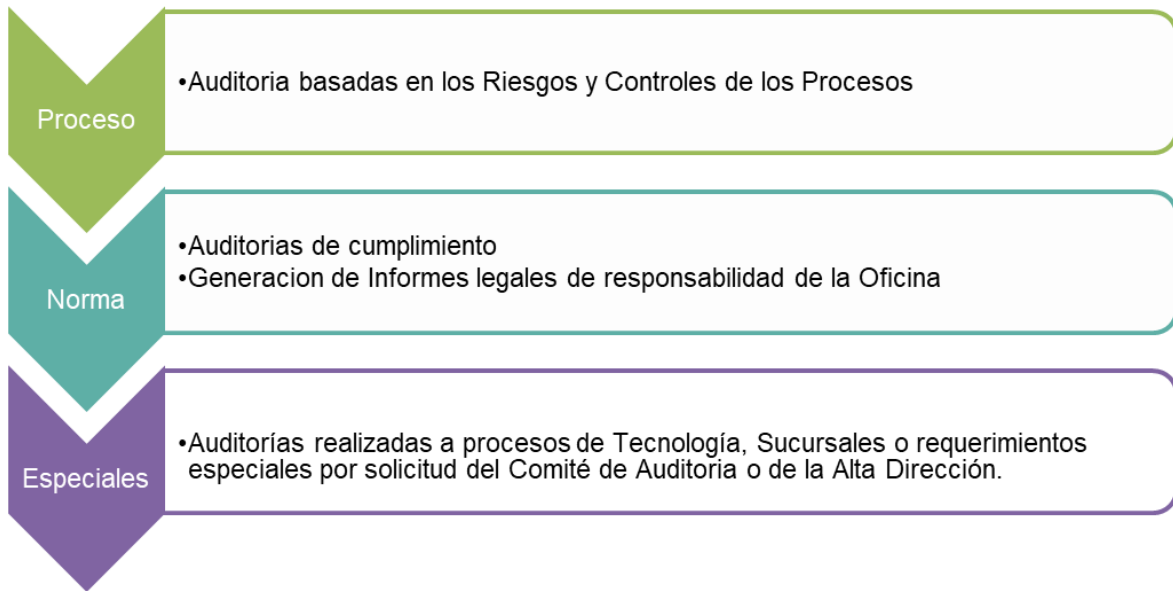 Proceso
•Auditoria basadas en los Riesgos y Controles de los Procesos
Norma
•Auditorias de cumplimiento
•Generacion de Informes legales de responsabilidad de la Oficina
Especiales
•Auditorías realizadas a procesos de Tecnología, Sucursales o requerimientos
especiales por solicitud del Comité de Auditoria o de la Alta Dirección.